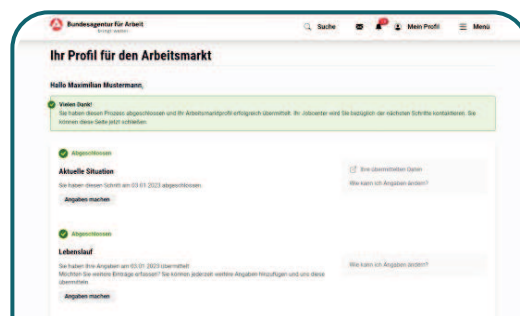 Bundesagentur für Arbeit
bringt weiter.
Suche
Mein Profil
Menü
Ihr Profil für den Arbeitsmarkt
Hallo Maximilian Mustermann,
Vielen Dank!
Sie haben diesen Prozess abgeschlossen und Ihr Arbeitsmarktprofil erfolgreich übermittelt. Ihr Jobcenter wird Sie bezüglich der nächsten Schritte kontaktieren. Sie
können diese Seite jetzt schließen.
Abgeschlossen
Aktuelle Situation
Sie haben diesen Schritt am 03.01.2023 abgeschlossen.
Angaben machen
Ihre übermittelten Daten
Wie kann ich Angaben ändern?
Abgeschlossen
Lebenslauf
Sie haben Ihre Angaben am 03.01.2023 übermittelt!
Möchten Sie weitere Einträge erfassen? Sie können jederzeit weitere Angaben hinzufügen und uns diese
übermitteln.
Angaben machen
Wie kann ich Angaben ändern?